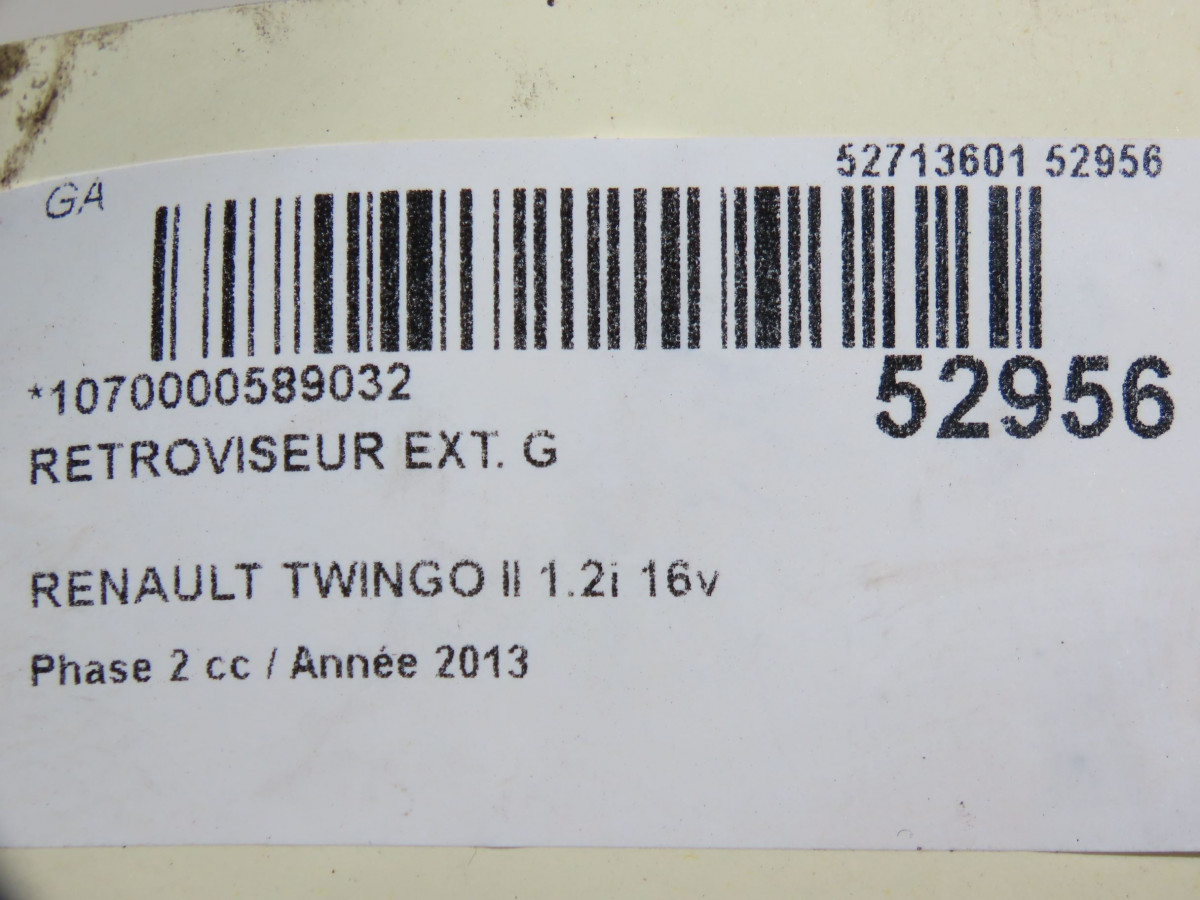 52713601 52956
GA
*1070000589032
52956
RETROVISEUR EXT. G
RENAULT TWINGO II 1.2i 16v
Phase 2 cc / Année 2013